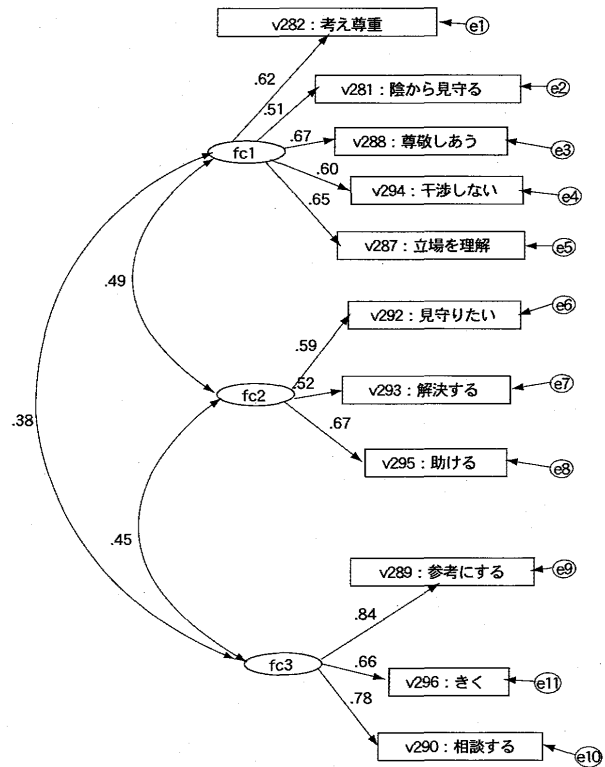 v282：考え尊重
e1
.62
v281：陰から見守る
e2
.51
v288：尊敬しあう
e3
.67
fc1
.60
v294：干渉しない
e4
.65
v287：立場を理解
e5
.49
v292：見守りたい
e6
.59
.52
v293：解決する
e7
fc2
.38
.67
v295：助ける
e8
.45
v289：参考にする
e9
.84
fc3
.66
v296：きく
e11
.78
v290：相談する
e10